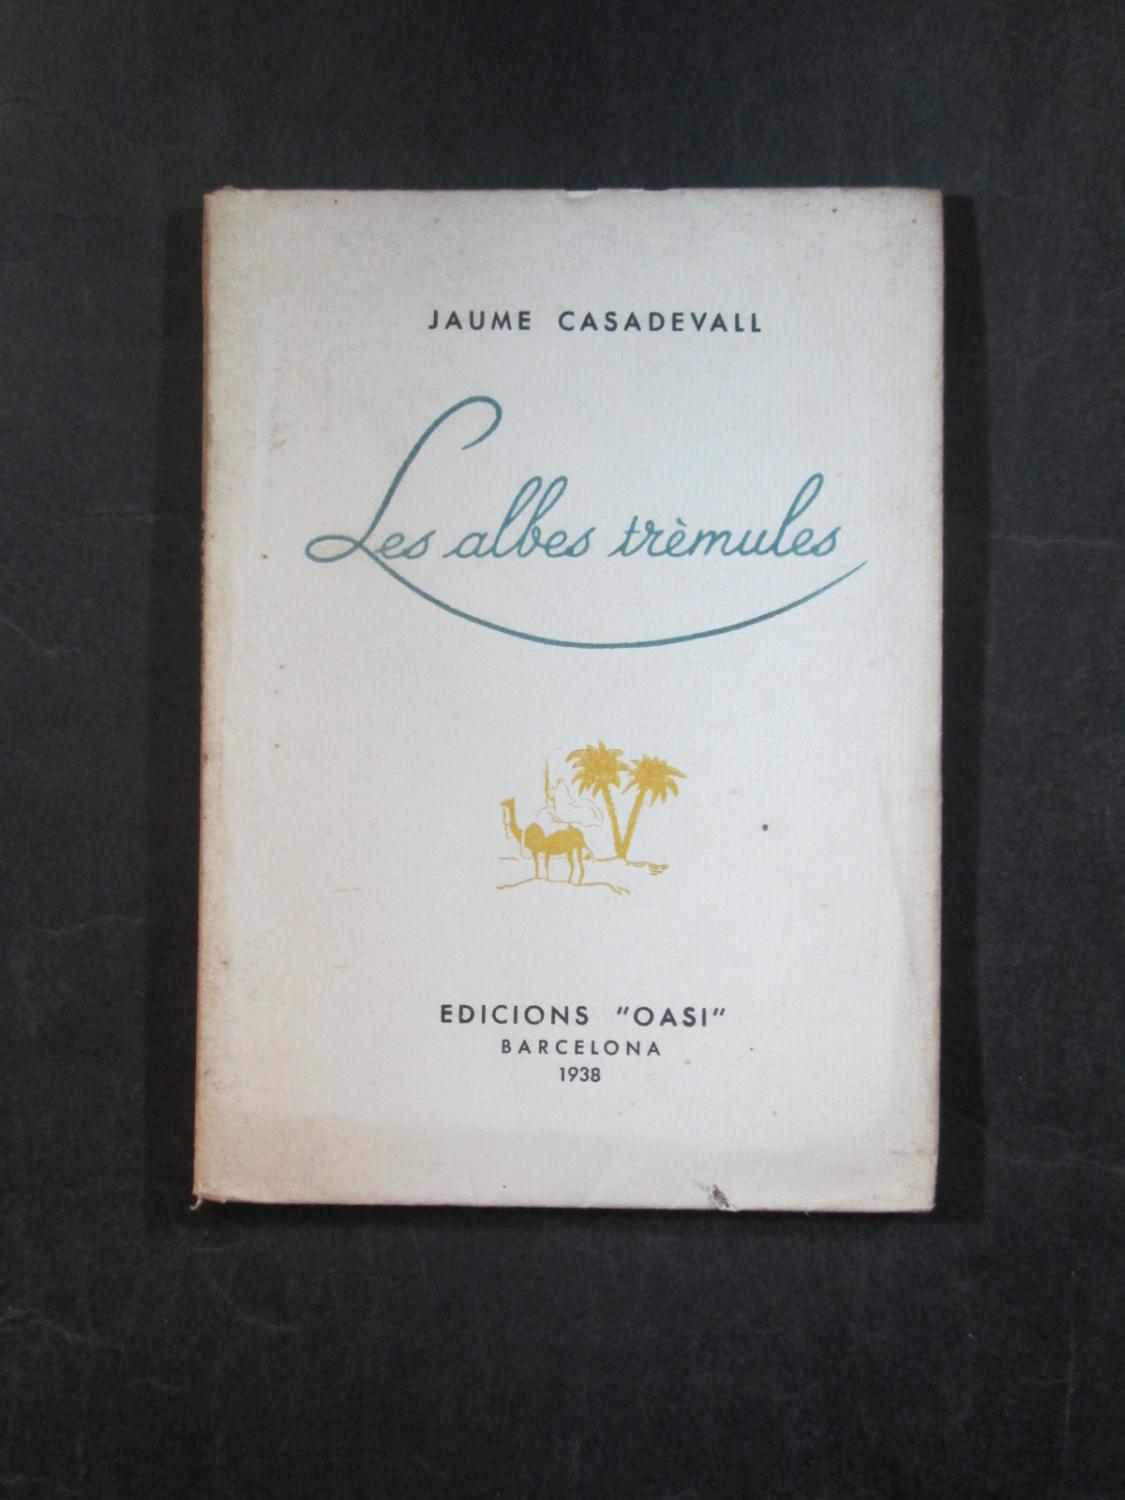 JAUME CASADEVALL
Les albes trèmules
EDICIONS "OASI"
BARCELONA
1938